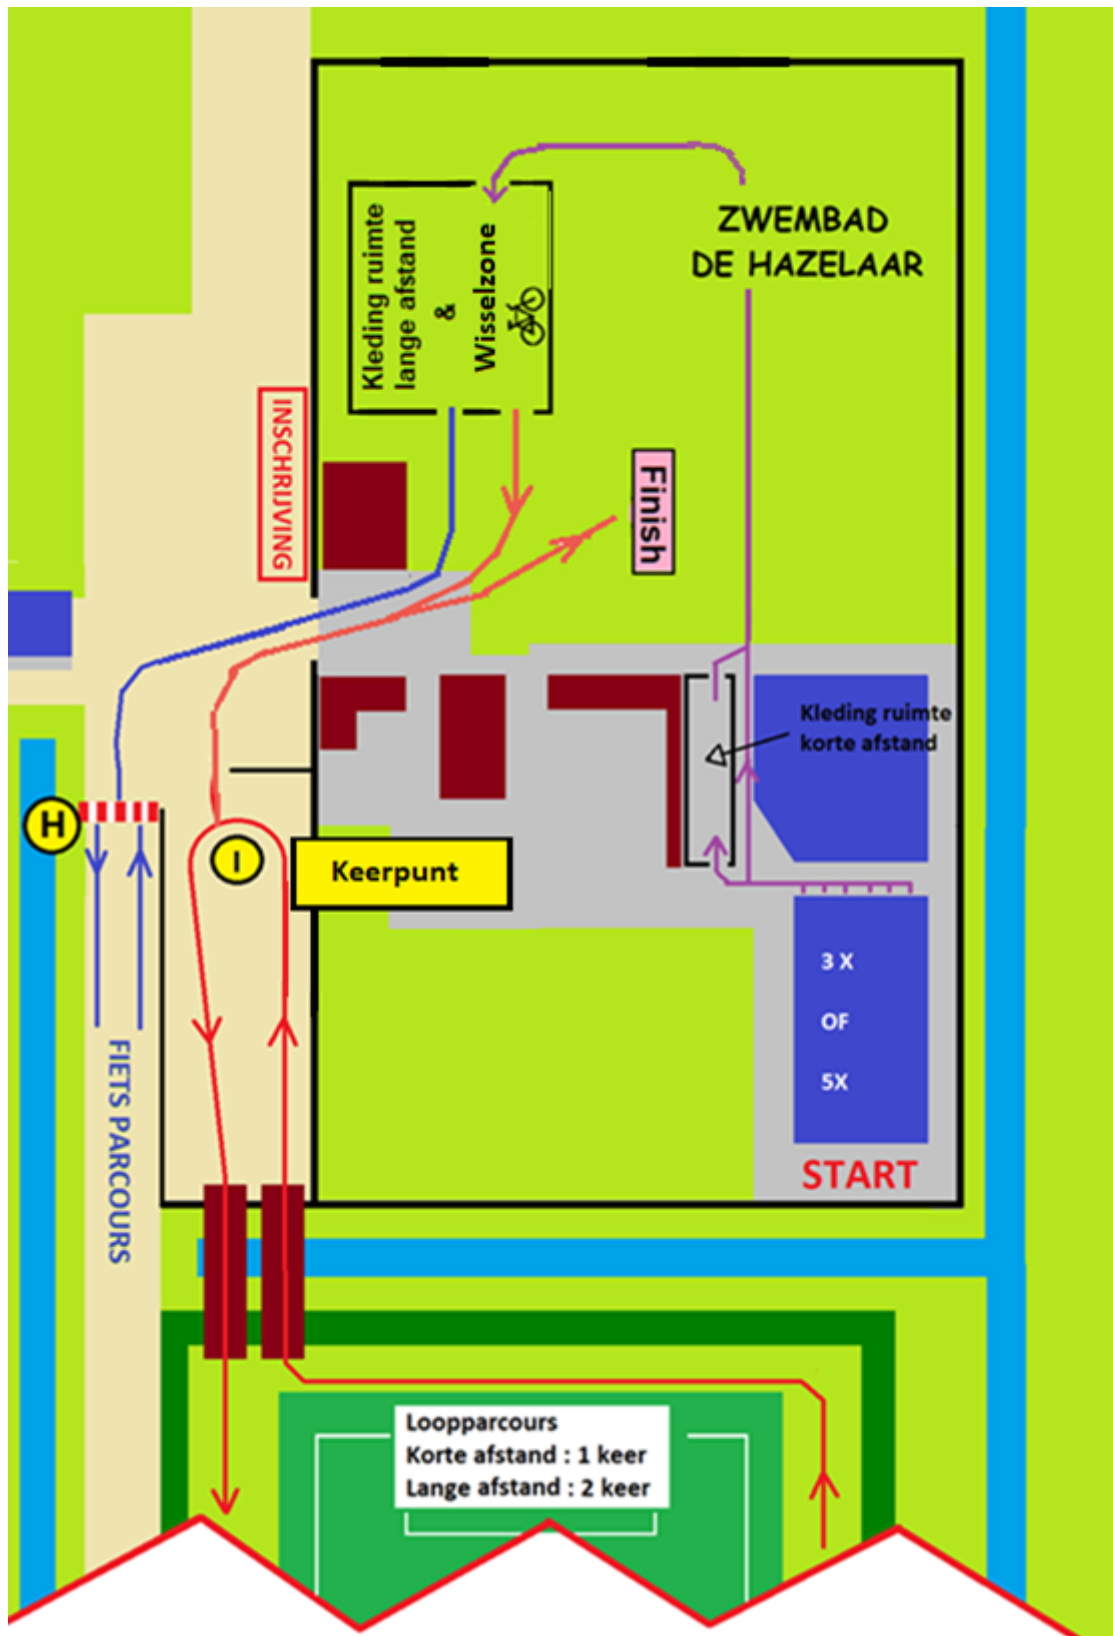 ZWEMBAD
DE HAZELAAR
Kleding ruimte
lange afstand
&
Wisselzone
INSCHRIJVING
Finish
Kleding ruimte
korte afstand
H
I
Keerpunt
3 X
OF
5X
START
FIETS PARCOURS
Loopparcours
Korte afstand : 1 keer
Lange afstand : 2 keer